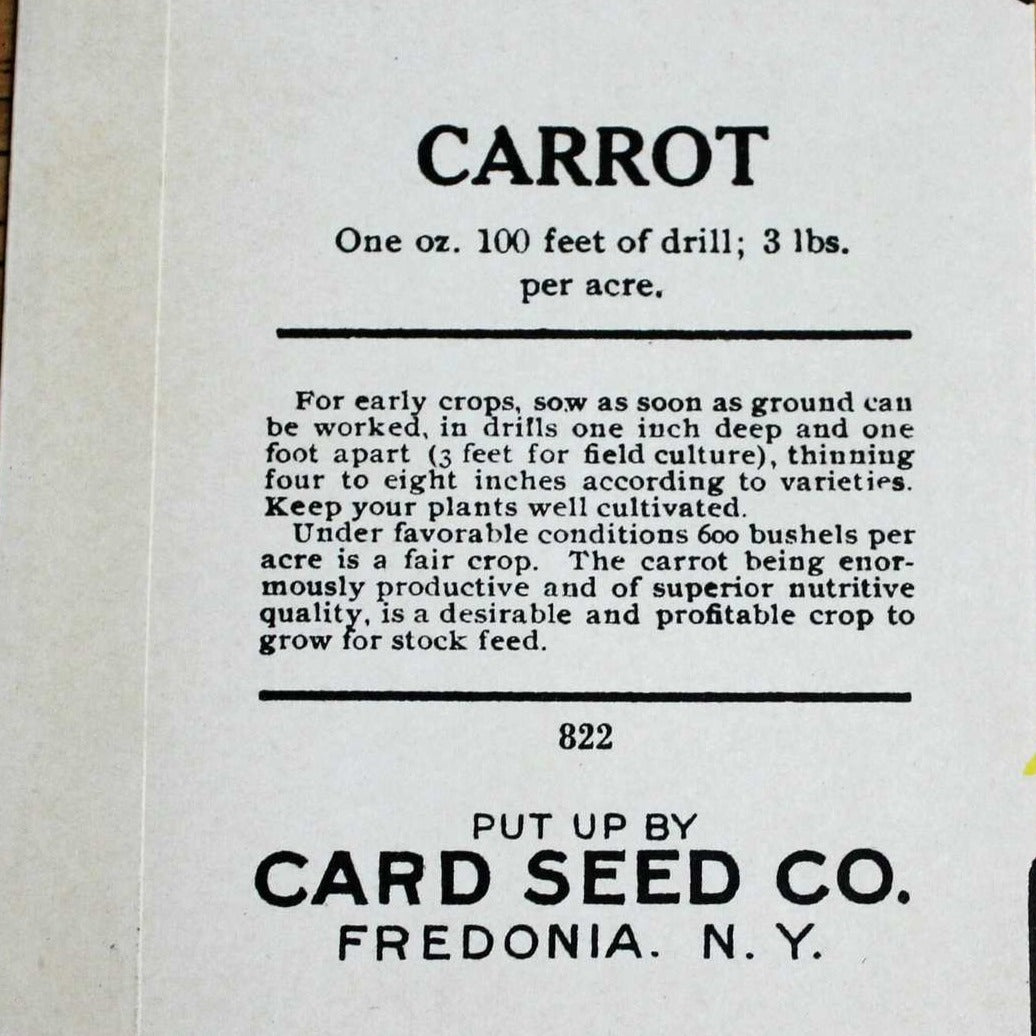 CARROT
One oz. 100 feet of drill; 3 lbs.
per acre.
For early crops, sow as soon as ground can
be worked, in drills one inch deep and one
foot apart (3 feet for field culture), thinning
four to eight inches according to varieties.
Keep your plants well cultivated.
Under favorable conditions 600 bushels per
acre is a fair crop. The carrot being enor-
mously productive and of superior nutritive
quality, is a desirable and profitable crop to
grow for stock feed.
822
PUT UP BY
CARD SEED CO.
FREDONIA. N. Y.